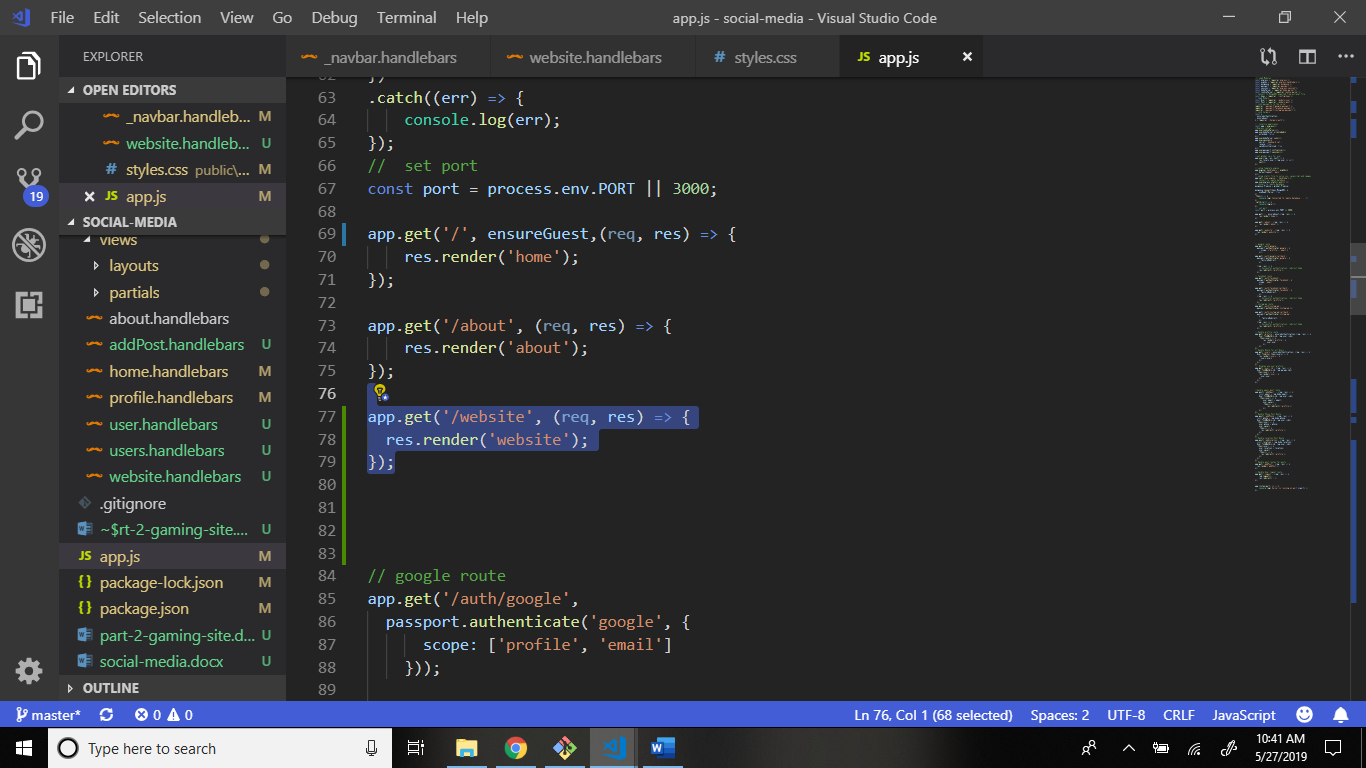 File Edit Selection View Go Debug Terminal Help
app.js - social-media - Visual Studio Code
EXPLORER
_navbar.handlebars
website.handlebars
# styles.css
JS app.js
OPEN EDITORS
_navbar.handleb... M
website.handleb... U
# styles.css public\... M
JS app.js M
19
SOCIAL-MEDIA
views
layouts
partials
about.handlebars
addPost.handlebars U
home.handlebars M
profile.handlebars M
user.handlebars U
users.handlebars U
website.handlebars U
.gitignore
~$rt-2-gaming-site.... U
JS app.js M
{} package-lock.json M
{} package.json M
part-2-gaming-site.d... U
social-media.docx U
OUTLINE
63 .catch((err) => {
64 console.log(err);
65 });
66 //  set port
67 const port = process.env.PORT || 3000;
68
69 app.get('/', ensureGuest,(req, res) => {
70 res.render('home');
71 });
72
73 app.get('/about', (req, res) => {
74 res.render('about');
75 });
76
77 app.get('/website', (req, res) => {
78 res.render('website');
79 });
80
81
82
83
84 // google route
85 app.get('/auth/google',
86 passport.authenticate('google', {
87 scope: ['profile', 'email']
88 }));
89
master*
0 0
Ln 76, Col 1 (68 selected) Spaces: 2 UTF-8 CRLF JavaScript
Type here to search
10:41 AM
5/27/2019